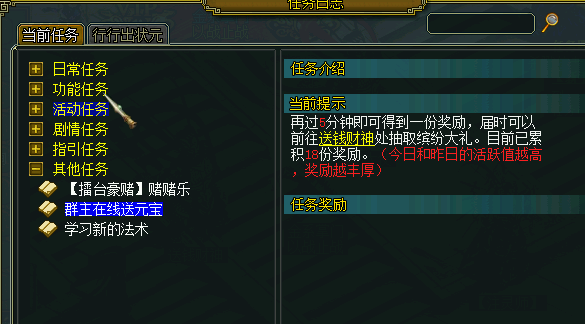 任务日志
当前任务
行行出状元
日常任务
功能任务
活动任务
剧情任务
指引任务
其他任务
【擂台豪赌】赌赌乐
群主在线送元宝
学习新的法术
任务介绍
当前提示
再过6分钟即可得到一份奖励，届时可以
前往送钱财神处抽取缤纷大礼。目前已累
积18份奖励。（今日和昨日的活跃值越高
，奖励越丰厚）
任务奖励